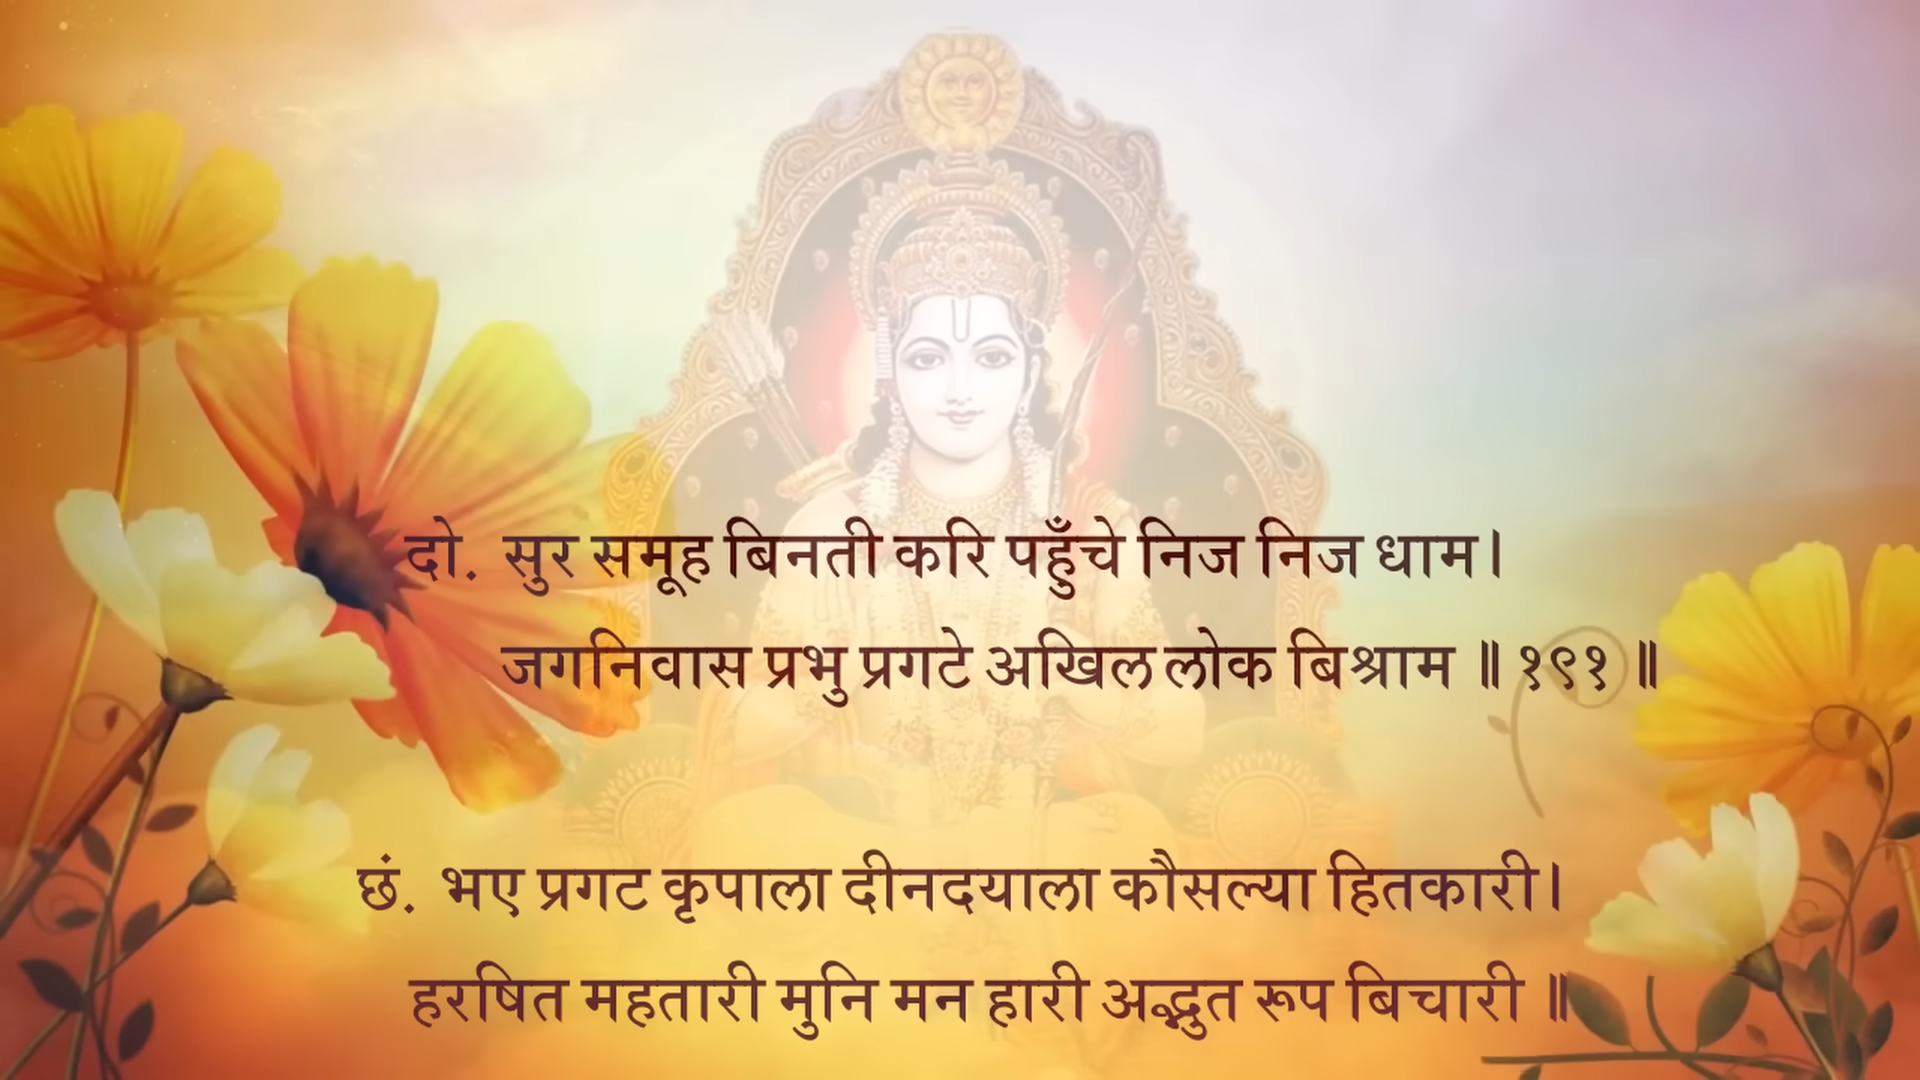 दो. सुर समूह बिनती करि पहुँचे निज निज धाम।
जगनिवास प्रभु प्रगटे अखिल लोक बिश्राम ॥ १९१ ॥
छं. भए प्रगट कृपाला दीनदयाला कौसल्या हितकारी।
हरषित महतारी मुनि मन हारी अद्भुत रूप बिचारी ॥